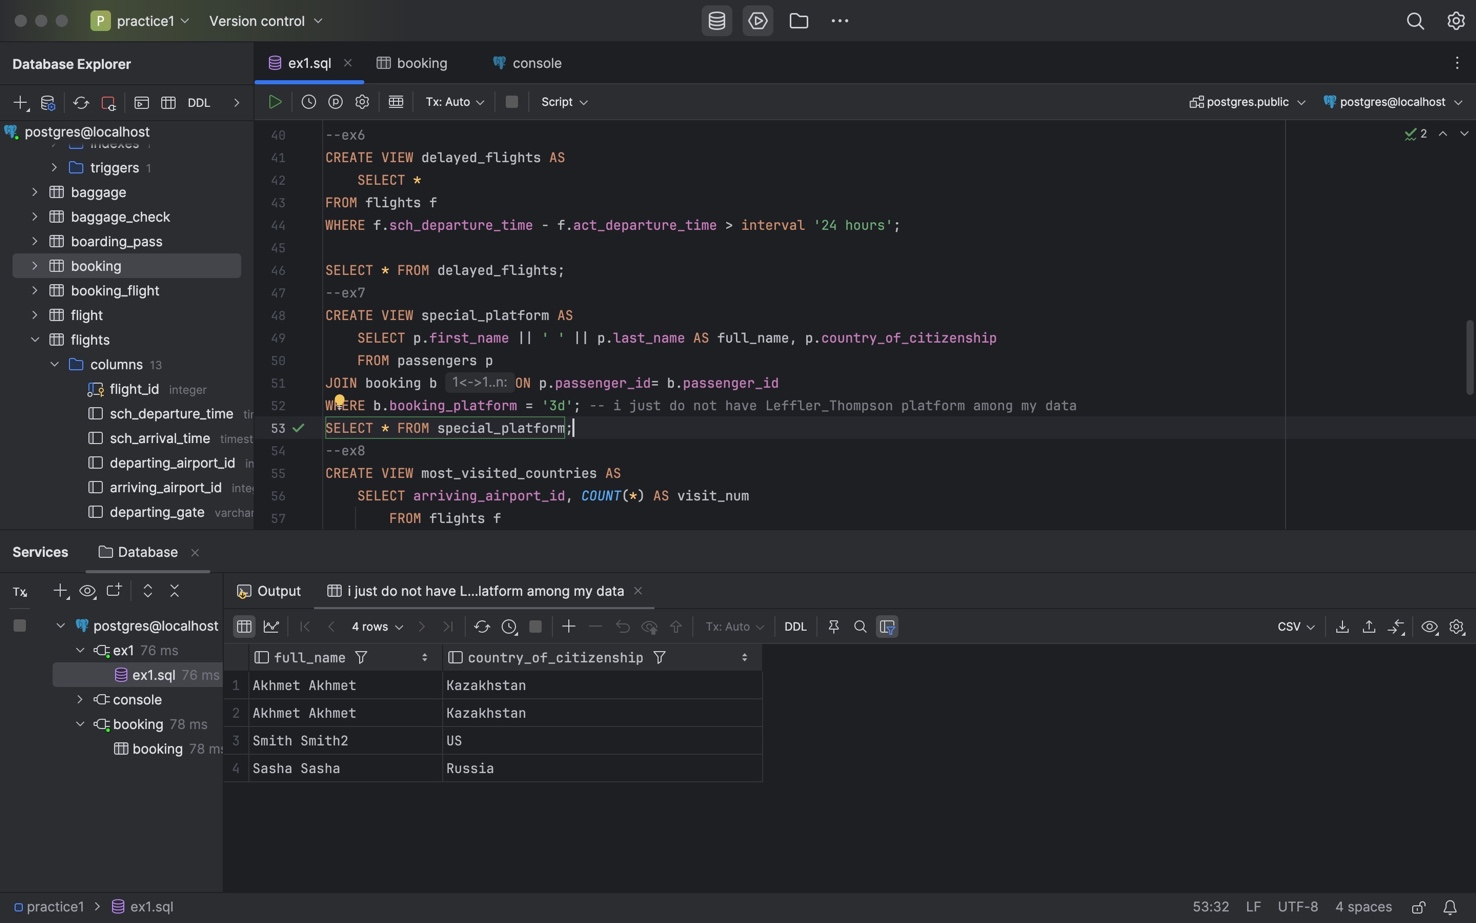 P practice1 Version control
Database Explorer
ex1.sql
booking
console
DDL
Tx: Auto
Script
postgres.public
postgres@localhost
postgres@localhost
indexes
triggers 1
baggage
baggage_check
boarding_pass
booking
booking_flight
flight
flights
columns 13
flight_id integer
sch_departure_time tim
sch_arrival_time timest
departing_airport_id in
arriving_airport_id inte
departing_gate varchar
2
40 --ex6
41 CREATE VIEW delayed_flights AS
42 SELECT *
43 FROM flights f
44 WHERE f.sch_departure_time - f.act_departure_time > interval '24 hours';
45
46 SELECT * FROM delayed_flights;
47 --ex7
48 CREATE VIEW special_platform AS
49 SELECT p.first_name || ' ' || p.last_name AS full_name, p.country_of_citizenship
50 FROM passengers p
51 JOIN booking b 1<->1..n: ON p.passenger_id= b.passenger_id
52 WHERE b.booking_platform = '3d'; -- i just do not have Leffler_Thompson platform among my data
53 SELECT * FROM special_platform;
54 --ex8
55 CREATE VIEW most_visited_countries AS
56 SELECT arriving_airport_id, COUNT(*) AS visit_num
57 FROM flights f
Services
Database
Tx
postgres@localhost
ex1 76 ms
ex1.sql 76 ms
console
booking 78 ms
booking 78 ms
Output
i just do not have L...latform among my data
4 rows
Tx: Auto
DDL
CSV
full_name country_of_citizenship
1 Akhmet Akhmet Kazakhstan
2 Akhmet Akhmet Kazakhstan
3 Smith Smith2 US
4 Sasha Sasha Russia
practice1 > ex1.sql
53:32 LF UTF-8 4 spaces